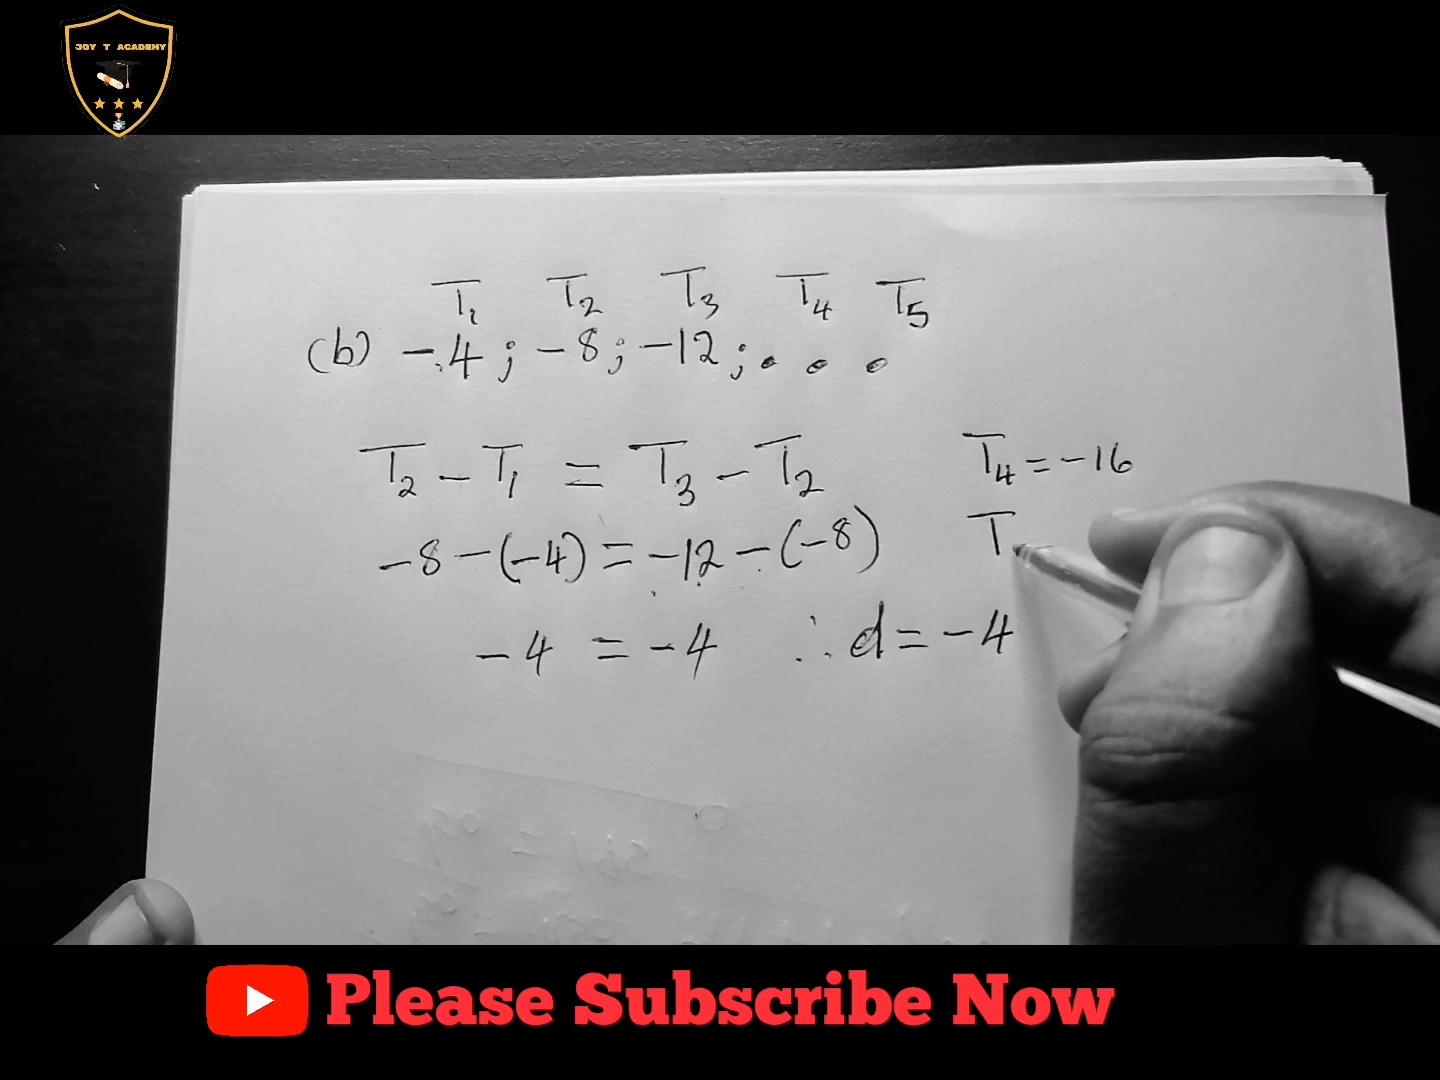 JOY T ACADEMY
T₁ T₂ T₃ T₄ T₅
(b) -4 ; -8 ; -12 ; . . .
T₂ - T₁ = T₃ - T₂
T₄ = -16
-8 - (-4) = -12 - (-8)
T
-4 = -4 ∴ d = -4
Please Subscribe Now